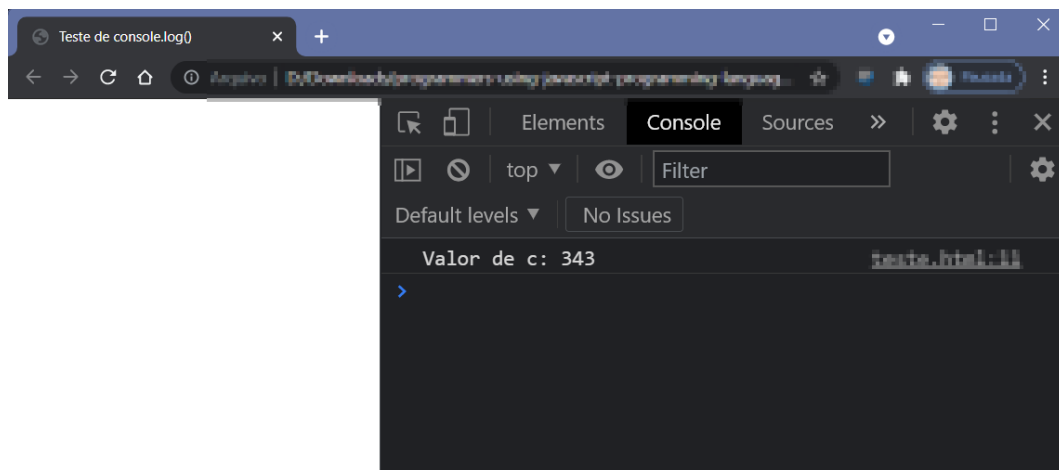 Teste de console.log()
Elements Console Sources
top Filter
Default levels No Issues
Valor de c: 343